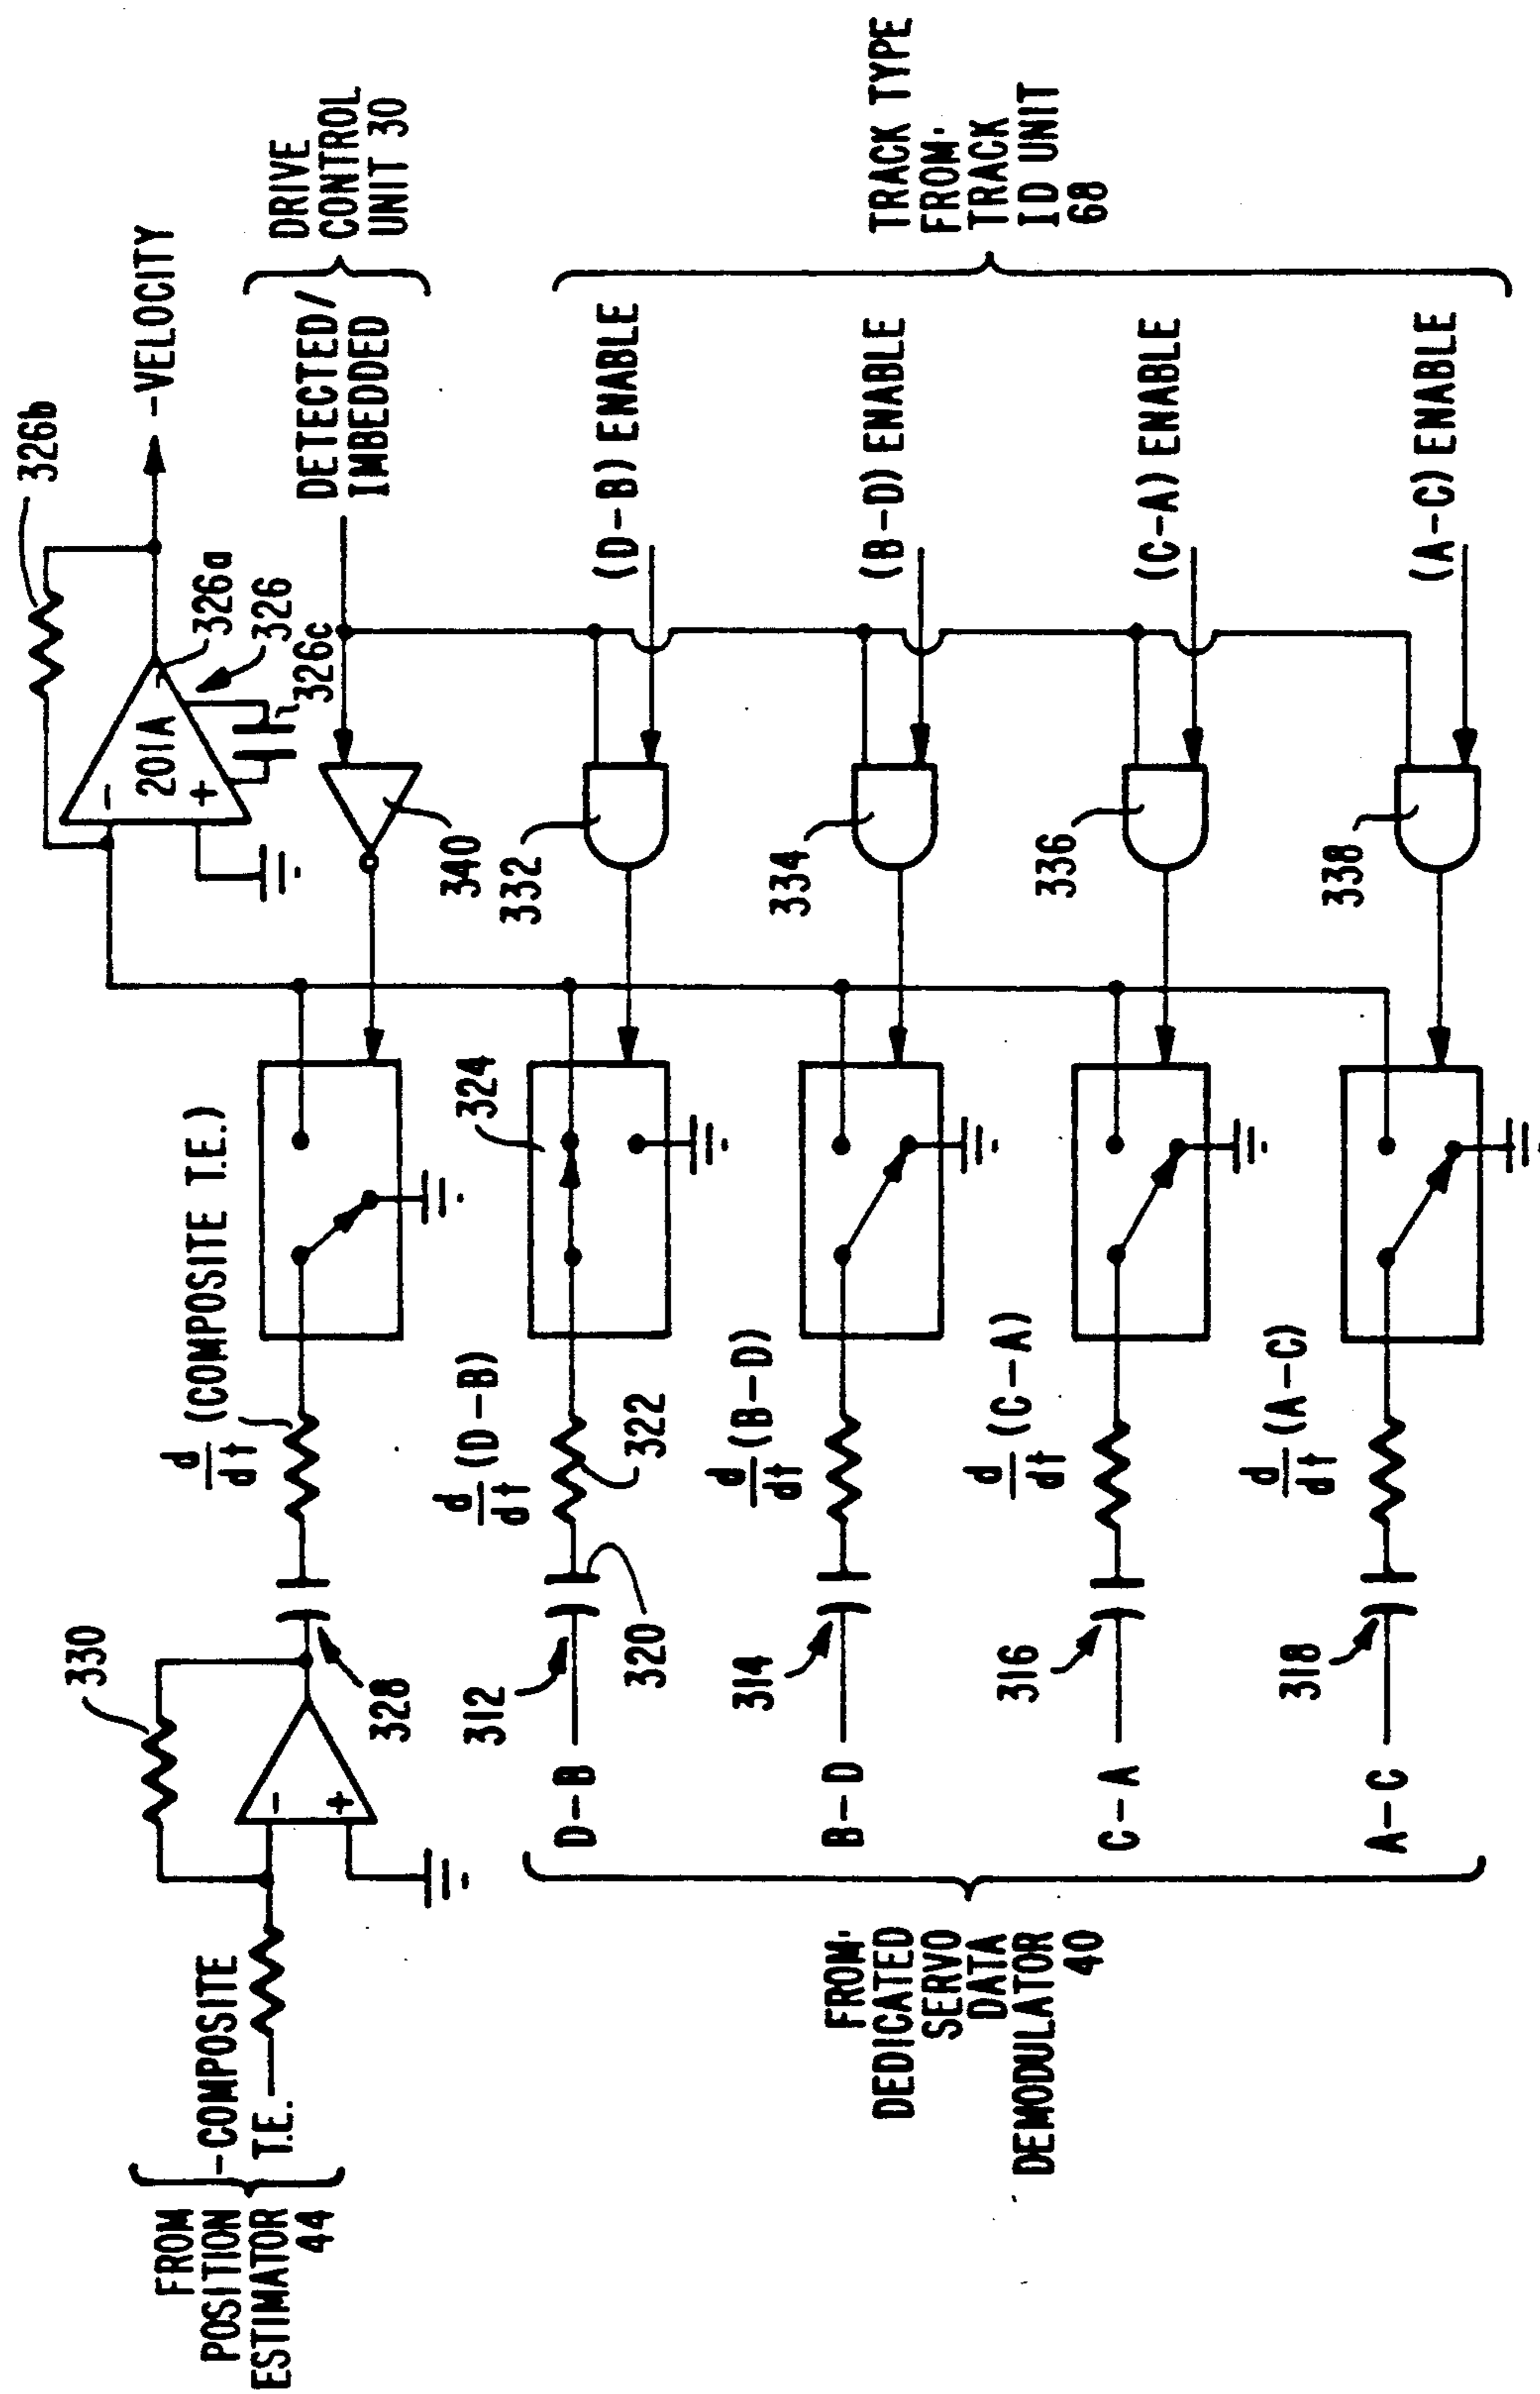 FROM
POSITION
ESTIMATOR
44
-COMPOSITE
T.E.
330
328
d/dt (COMPOSITE T.E.)
201A
-
+
326b
326a
326
326c
-VELOCITY
DETECTED/
IMBEDDED
DRIVE
CONTROL
UNIT 30
340
-
+
FROM
DEDICATED
SERVO
DATA
DEMODULATOR
40
D-B
312
320
d/dt (D-B)
322
324
332
(D-B) ENABLE
B-D
314
d/dt (B-D)
334
(B-D) ENABLE
C-A
316
d/dt (C-A)
336
(C-A) ENABLE
A-C
318
d/dt (A-C)
338
(A-C) ENABLE
TRACK TYPE
FROM
TRACK
ID UNIT
68